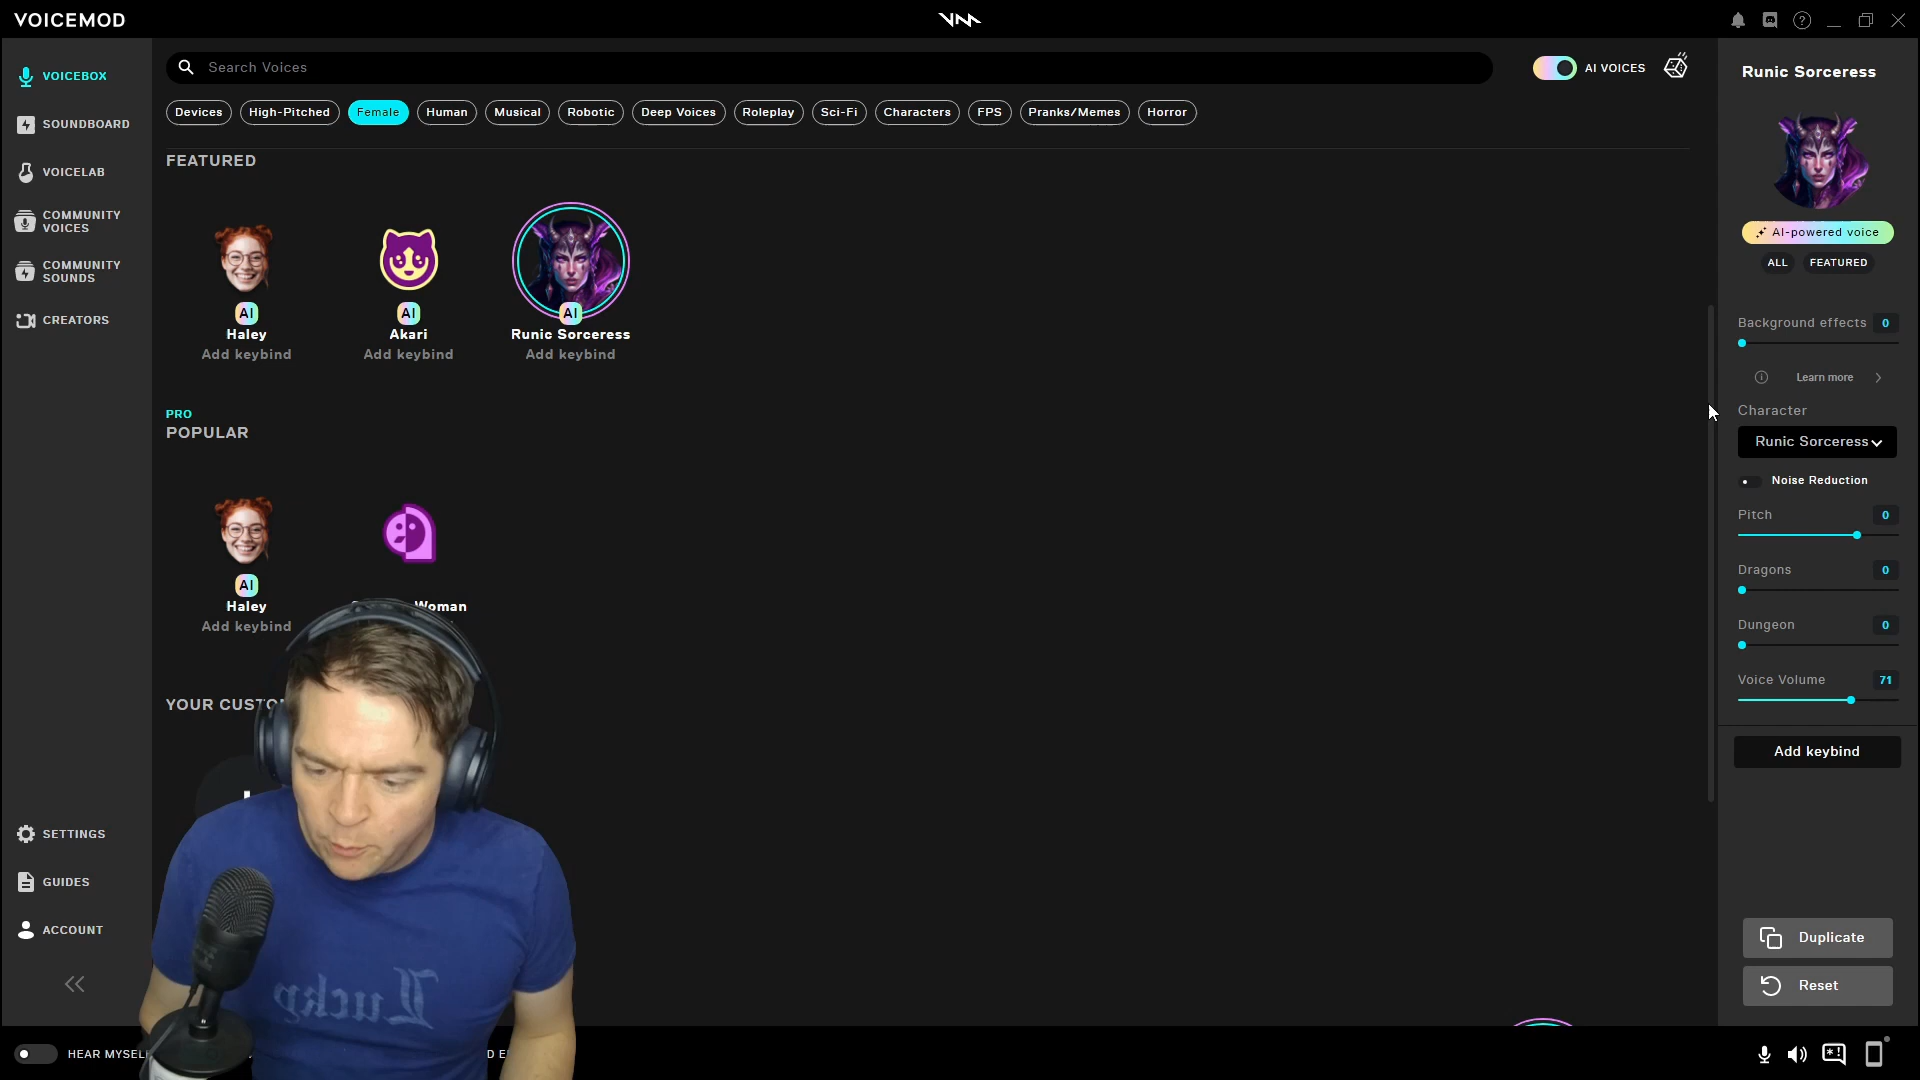 VOICEMOD
VOICEBOX
SOUNDBOARD
VOICELAB
COMMUNITY
VOICES
COMMUNITY
SOUNDS
CREATORS
SETTINGS
GUIDES
ACCOUNT
Search Voices
AI VOICES
Devices
High-Pitched
Female
Human
Musical
Robotic
Deep Voices
Roleplay
Sci-Fi
Characters
FPS
Pranks/Memes
Horror
FEATURED
AI
Haley
Add keybind
AI
Akari
Add keybind
AI
Runic Sorceress
Add keybind
PRO
POPULAR
AI
Haley
Add keybind
Woman
YOUR
Lucky
HEAR MYSELF
Runic Sorceress
AI-powered voice
ALL
FEATURED
Background effects 0
Learn more
Character
Runic Sorceress
Noise Reduction
Pitch 0
Dragons 0
Dungeon 0
Voice Volume 71
Add keybind
Duplicate
Reset